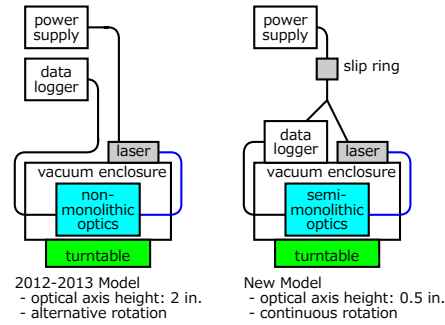 power
supply
data
logger
laser
vacuum enclosure
non-
monolithic
optics
turntable
2012-2013 Model
- optical axis height: 2 in.
- alternative rotation
power
supply
slip ring
data
logger
laser
vacuum enclosure
semi-
monolithic
optics
turntable
New Model
- optical axis height: 0.5 in.
- continuous rotation